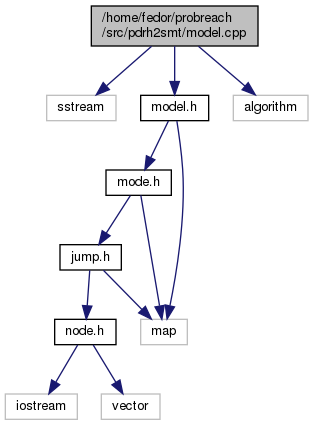 /home/fedor/probreach
/src/pdrh2smt/model.cpp
sstream
model.h
algorithm
mode.h
jump.h
node.h
map
iostream
vector